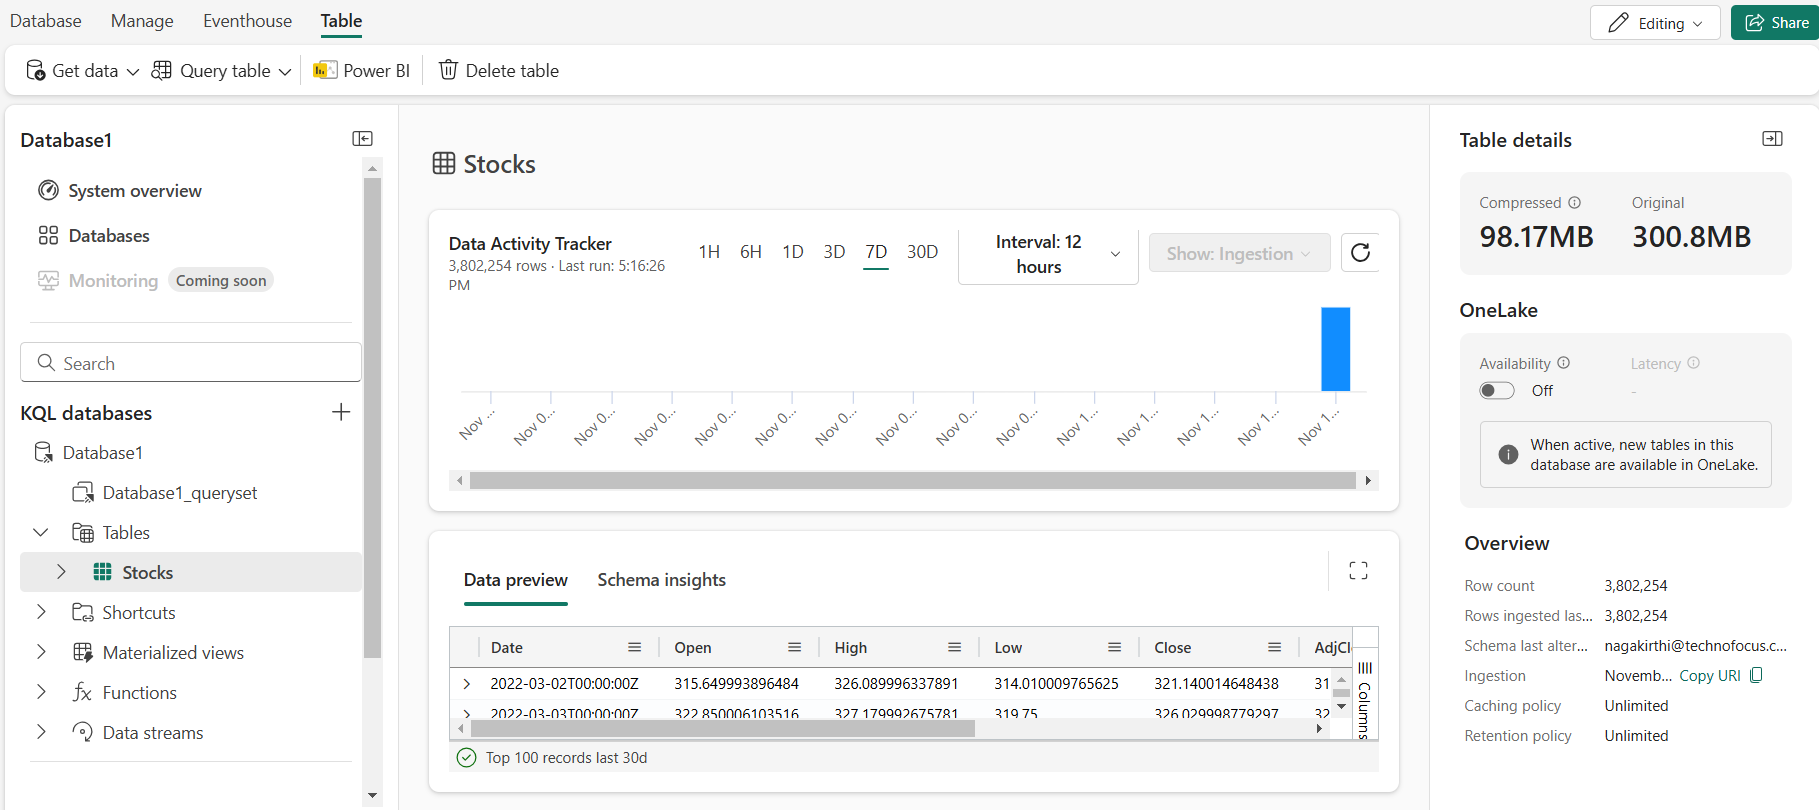 Database Manage Eventhouse Table
Editing Share
Get data Query table Power BI Delete table
Database1
System overview
Databases
Monitoring Coming soon
Search
KQL databases
Database1
Database1_queryset
Tables
Stocks
Shortcuts
Materialized views
Functions
Data streams
Stocks
Data Activity Tracker
3,802,254 rows · Last run: 5:16:26
PM
1H 6H 1D 3D 7D 30D
Interval: 12
hours
Show: Ingestion
Nov ... Nov 0... Nov 0... Nov 0... Nov 0... Nov 0... Nov 0... Nov 0... Nov 0... Nov 0... Nov 1... Nov 1... Nov 1... Nov 1... Nov 1...
Data preview Schema insights
Date Open High Low Close AdjCl
2022-03-02T00:00:00Z 315.649993896484 326.089996337891 314.010009765625 321.140014648438 31
2022-03-03T00:00:00Z 322.850006103516 327.179992675781 319.75 326.029998779297 32
Columns
Top 100 records last 30d
Table details
Compressed Original
98.17MB 300.8MB
OneLake
Availability Latency
Off -
When active, new tables in this
database are available in OneLake.
Overview
Row count 3,802,254
Rows ingested las... 3,802,254
Schema last alter... nagakirthi@technofocus.c...
Ingestion Novemb... Copy URI
Caching policy Unlimited
Retention policy Unlimited